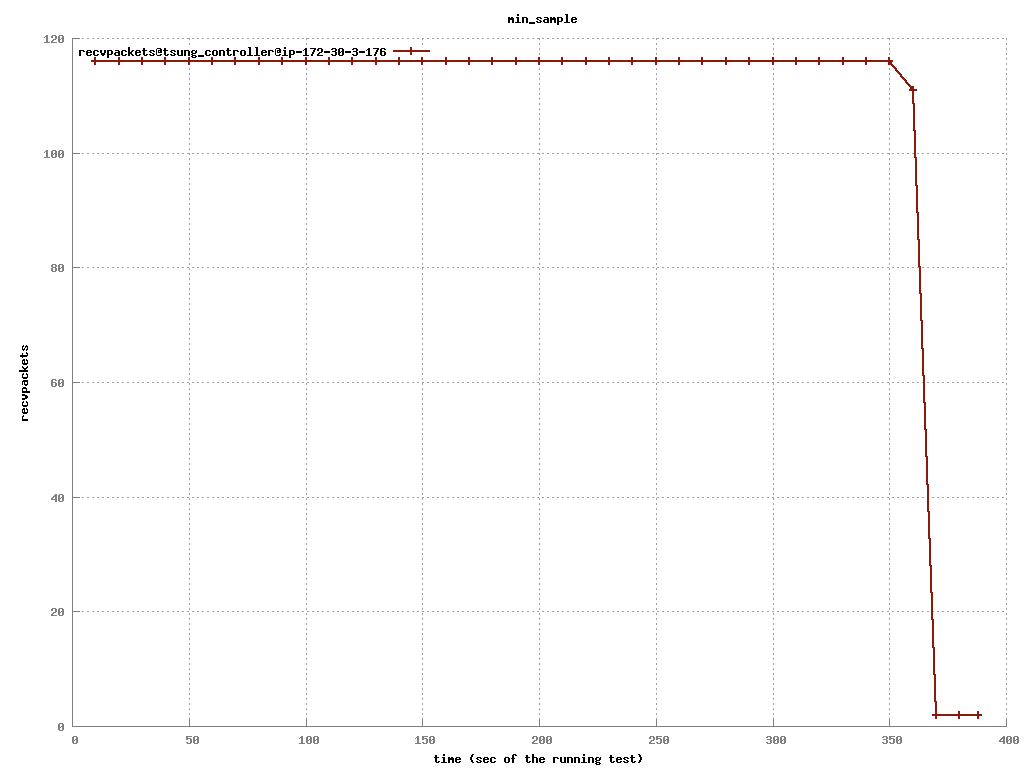 min_sample
recvpackets@tsung_controller@ip-172-30-3-176
120
100
80
60
40
20
0
recvpackets
0 50 100 150 200 250 300 350 400
time (sec of the running test)